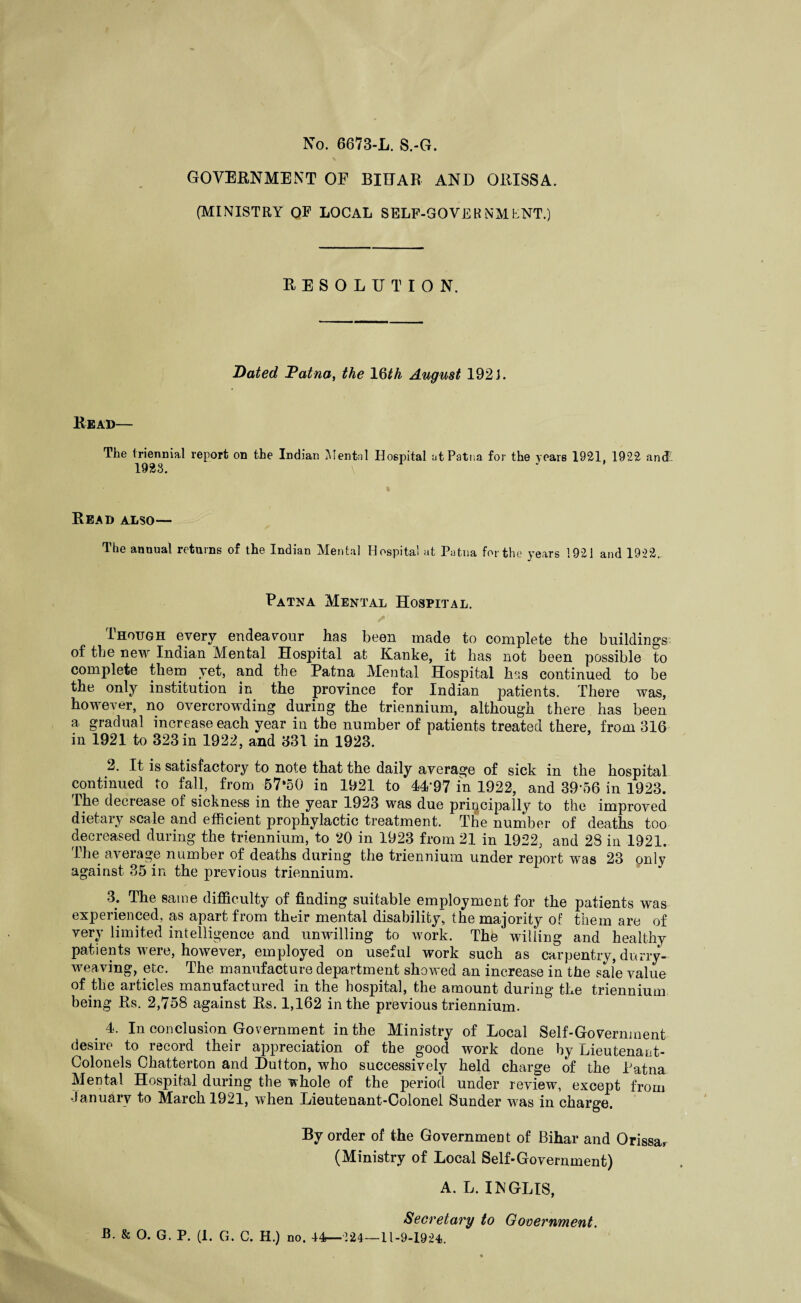 No. 6673-L. S.-G.
GOVERNMENT OF BIHAR AND ORISSA.
(MINISTRY OF LOCAL SELF-GOVERNMENT.)
RESOLUTION.
Dated Patna, the 16th August 1924.
READ—
The triennial report on the Indian Mental Hospital at Patna for the years 1921, 1922 and
1923.
READ ALSO—
The annual returns of the Indian Mental Hospital at Patna for the years 1921 and 1922.
PATNA MENTAL HOSPITAL.
THOUGH every endeavour has been made to complete the buildings
of the new Indian Mental Hospital at Kanke, it has not been possible to
complete them yet, and the Patna Mental Hospital has continued to be
the only institution in the province for Indian patients. There was,
however, no overcrowding during the triennium, although there has been
a gradual increase each year in the number of patients treated there, from 316
in 1921 to 323 in 1922, and 331 in 1923.
2. It is satisfactory to note that the daily average of sick in the hospital
continued to fall, from 57·50 in 1921 to 44·97 in 1922, and 39·56 in 1923.
The decrease of sickness in the year 1923 was due principally to the improved
dietary scale and efficient prophylactic treatment. The number of deaths too
decreased during the triennium, to 20 in 1923 from 21 in 1922, and 28 in 1921.
The average number of deaths during the triennium under report was 23 only
against 35 in the previous triennium.
3. The same difficulty of finding suitable employment for the patients was
experienced, as apart from their mental disability, the majority of them are of
very limited intelligence and unwilling to work. The willing and healthy
patients were, however, employed on useful work such as carpentry, durry-
weaving, etc. The manufacture department showed an increase in the sale value
of the articles manufactured in the hospital, the amount during the triennium
being Rs. 2,758 against Rs. 1,162 in the previous triennium.
4. In conclusion Government in the Ministry of Local Self-Government
desire to record their appreciation of the good work done by Lieutenant-
Colonels Chatterton and Dutton, who successively held charge of the Patna
Mental Hospital during the whole of the period under review, except from
January to March 1921, when Lieutenant-Colonel Sunder was in charge.
By order of the Government of Bihar and Orissa,
(Ministry of Local Self-Government)
A. L. INGLIS,
Secretary to Government.
B. & O. G. P. (I. G. C. H.) no. 44—224—11-9-1924.